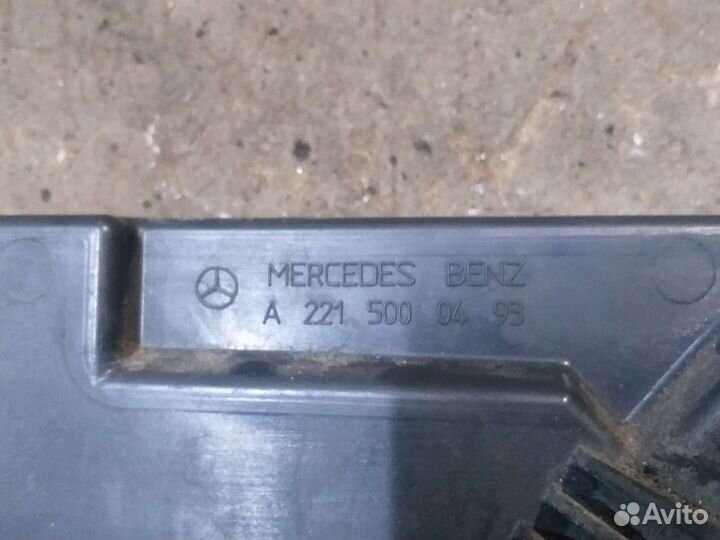 MERCEDES BENZ
A 221 500 04 93
Avito